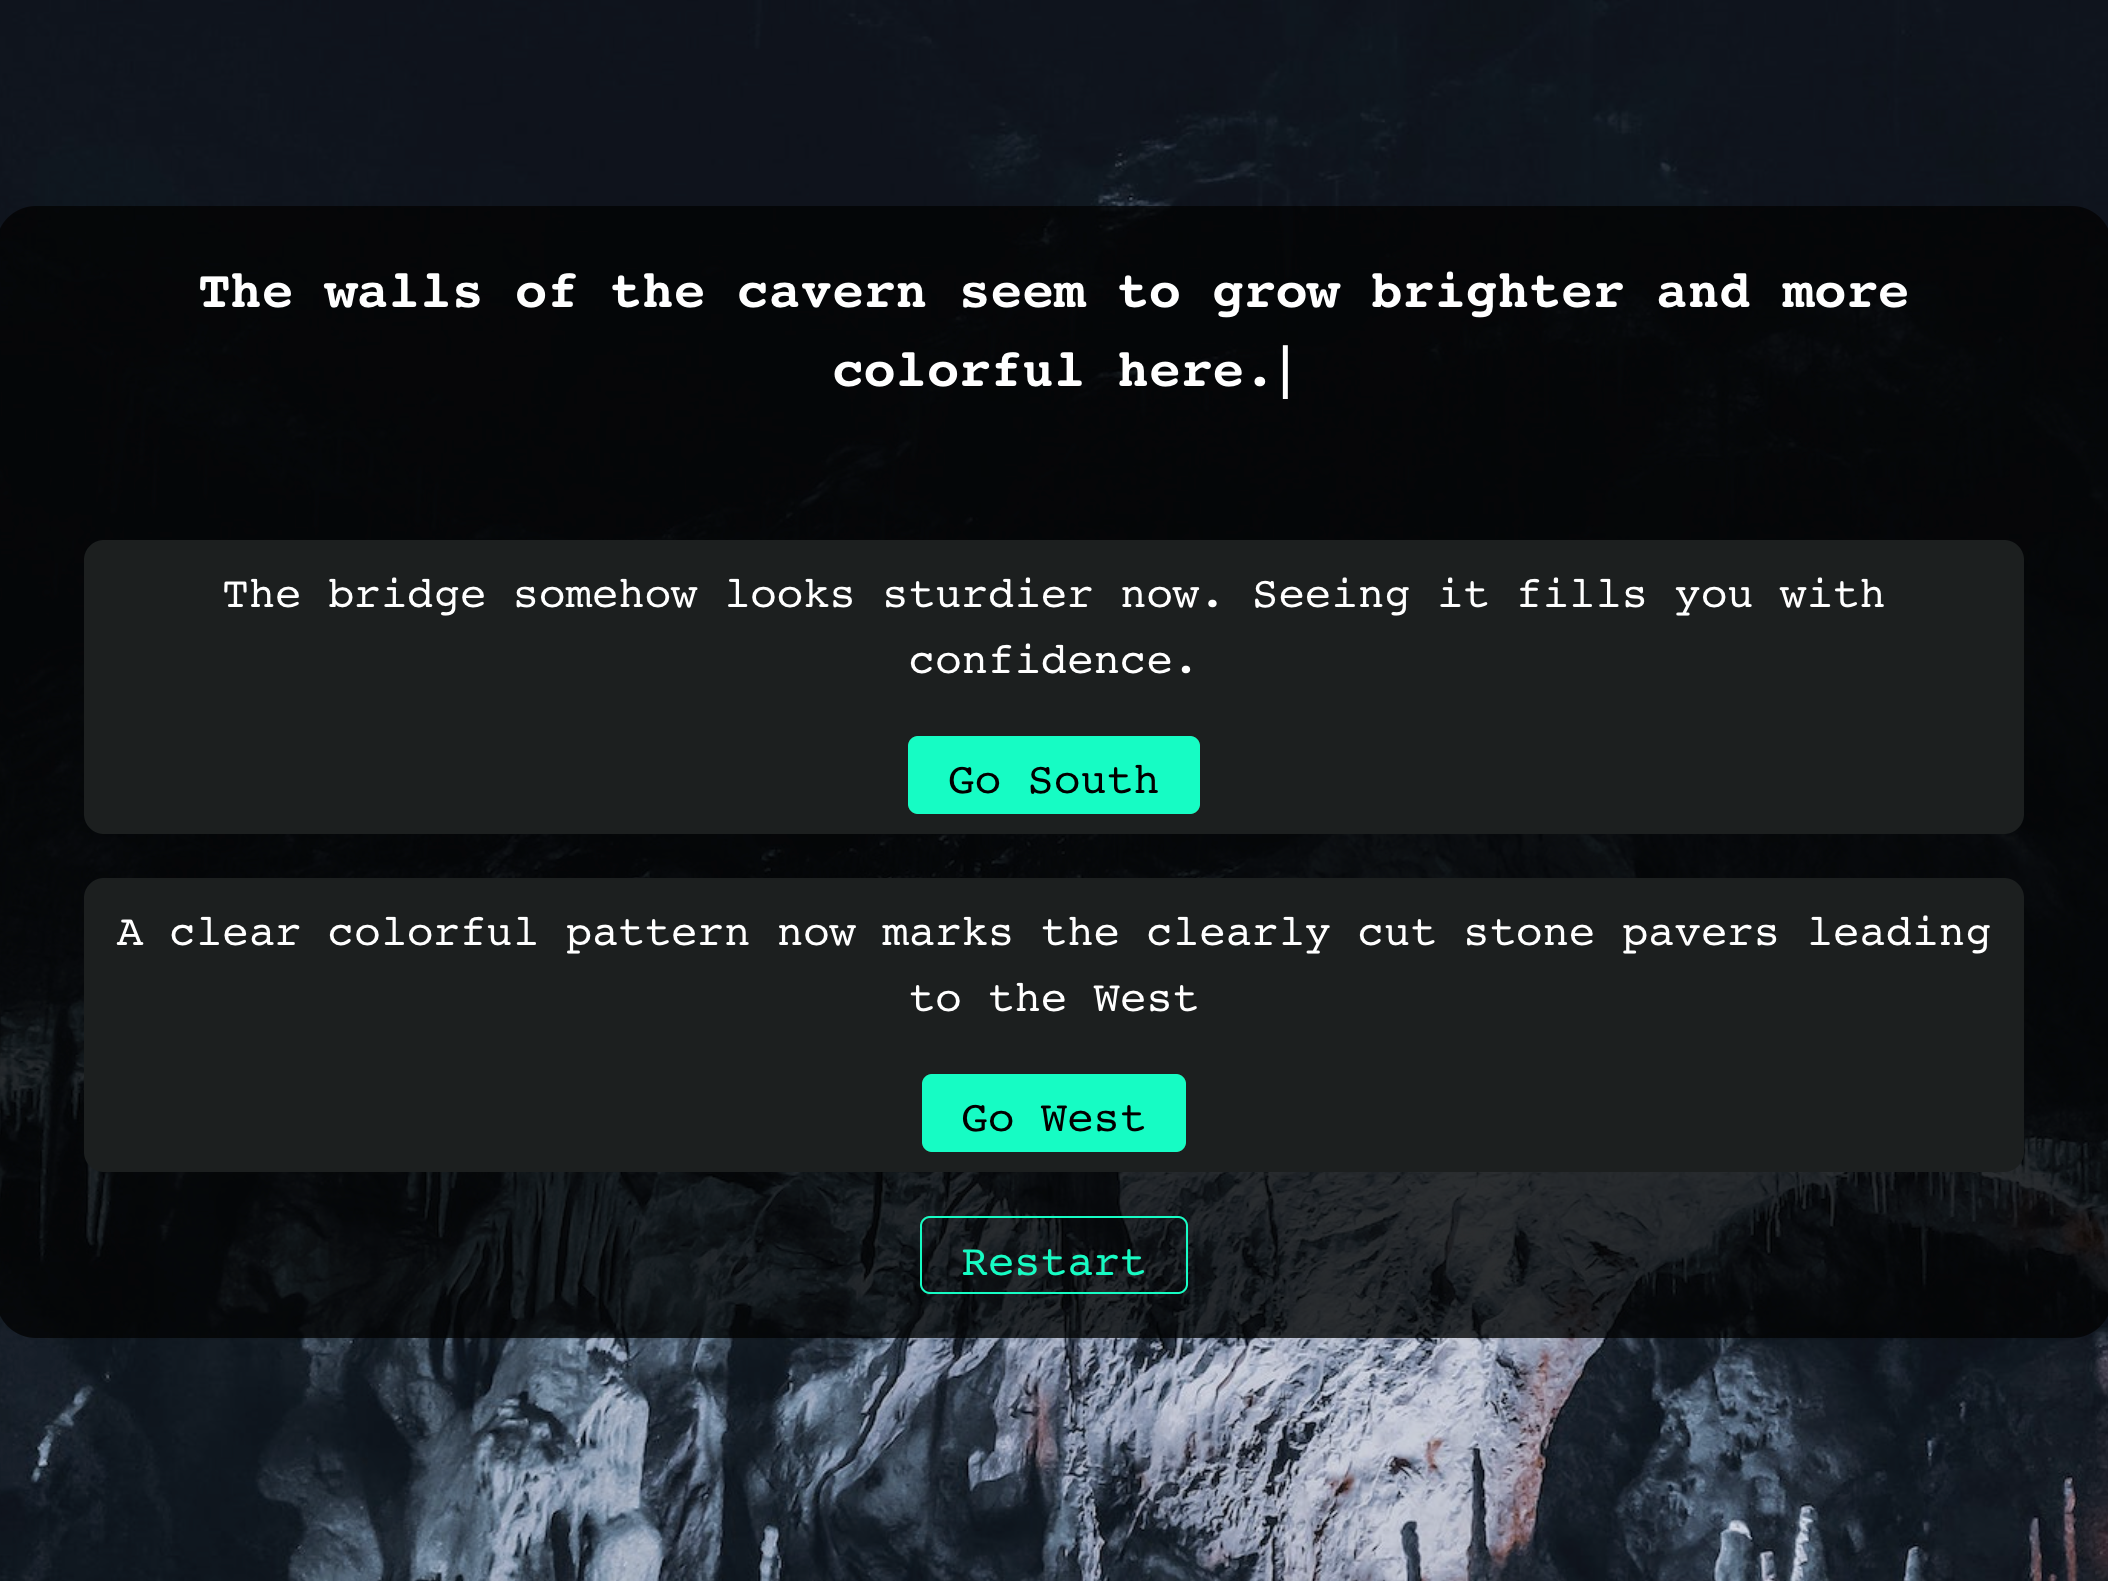 The walls of the cavern seem to grow brighter and more
colorful here.
The bridge somehow looks sturdier now. Seeing it fills you with
confidence.
Go South
A clear colorful pattern now marks the clearly cut stone pavers leading
to the West
Go West
Restart